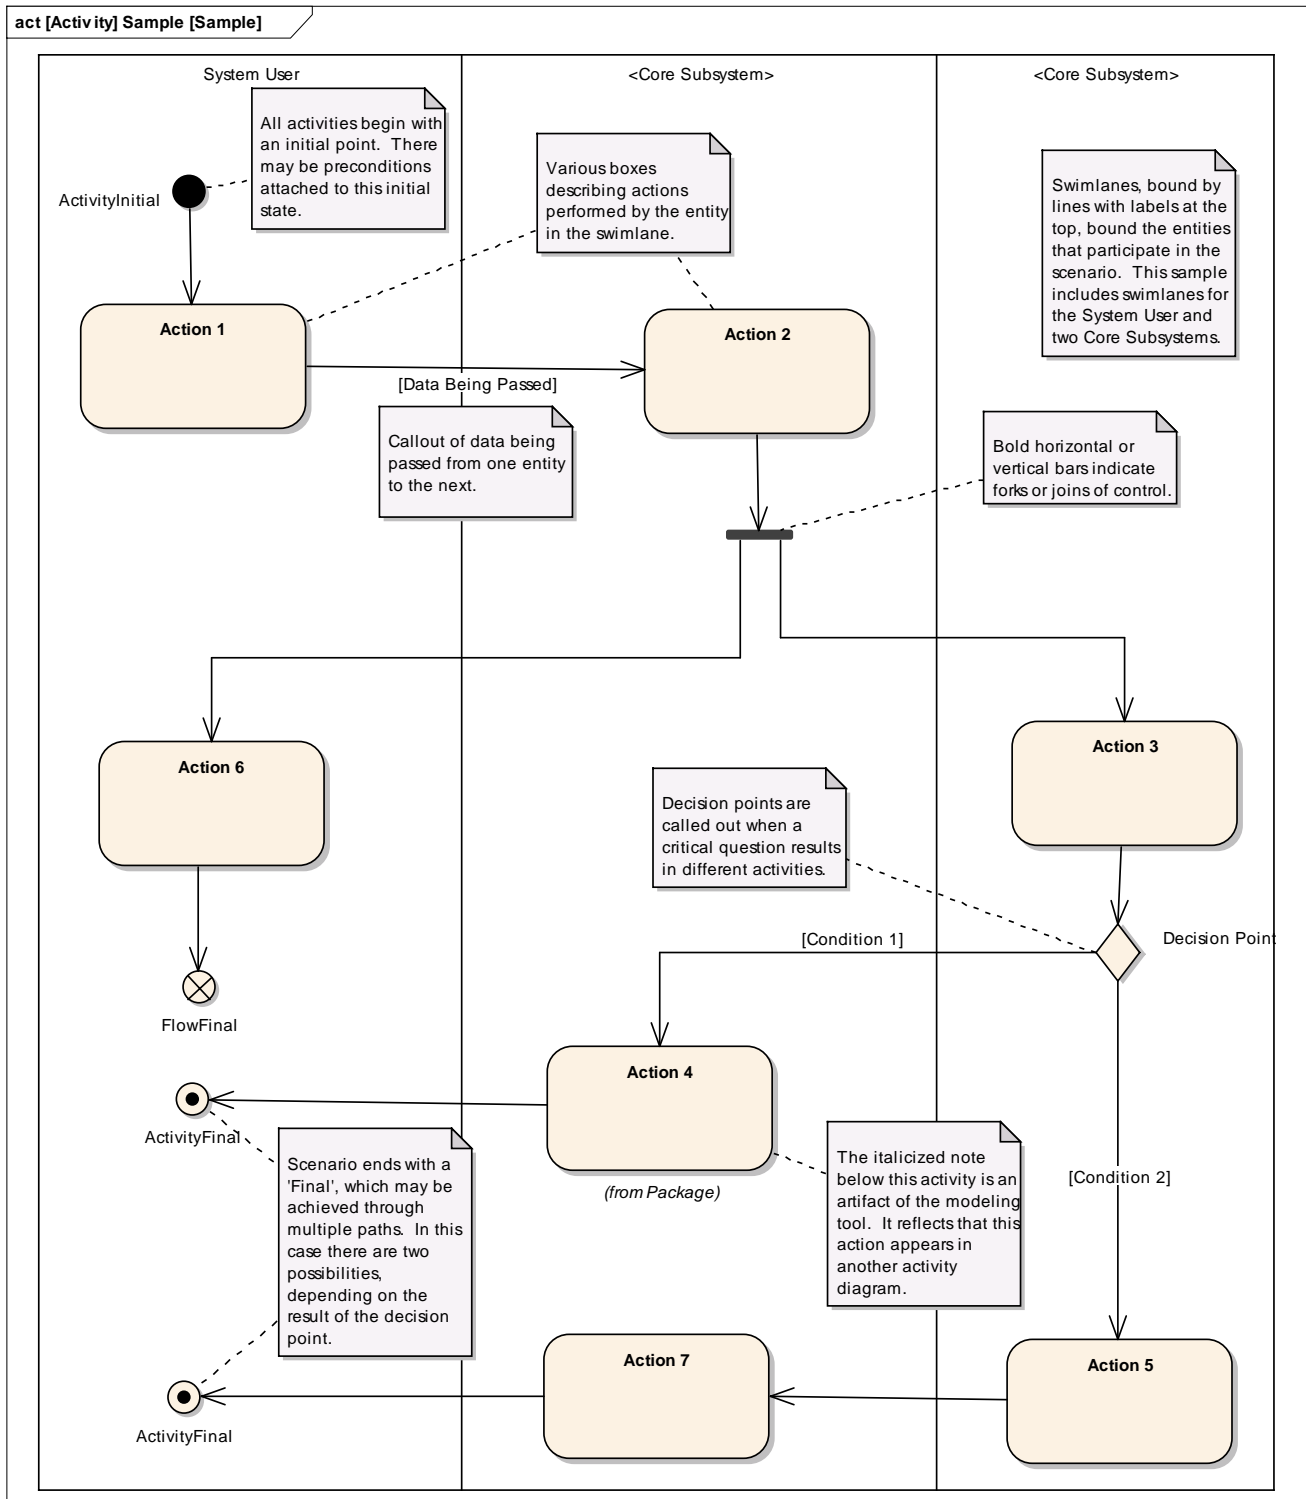 act [Activity] Sample [Sample]
System User
<Core Subsystem>
<Core Subsystem>
All activities begin with
an initial point.  There
may be preconditions
attached to this initial
state.
ActivityInitial
Various boxes
describing actions
performed by the entity
in the swimlane.
Swimlanes, bound by
lines with labels at the
top, bound the entities
that participate in the
scenario.  This sample
includes swimlanes for
the System User and
two Core Subsystems.
Action 1
Action 2
[Data Being Passed]
Callout of data being
passed from one entity
to the next.
Bold horizontal or
vertical bars indicate
forks or joins of control.
Action 6
Action 3
Decision points are
called out when a
critical question results
in different activities.
[Condition 1]
Decision Point
FlowFinal
Action 4
(from Package)
ActivityFinal
Scenario ends with a
'Final', which may be
achieved through
multiple paths.  In this
case there are two
possibilities,
depending on the
result of the decision
point.
The italicized note
below this activity is an
artifact of the modeling
tool.  It reflects that this
action appears in
another activity
diagram.
[Condition 2]
Action 7
Action 5
ActivityFinal